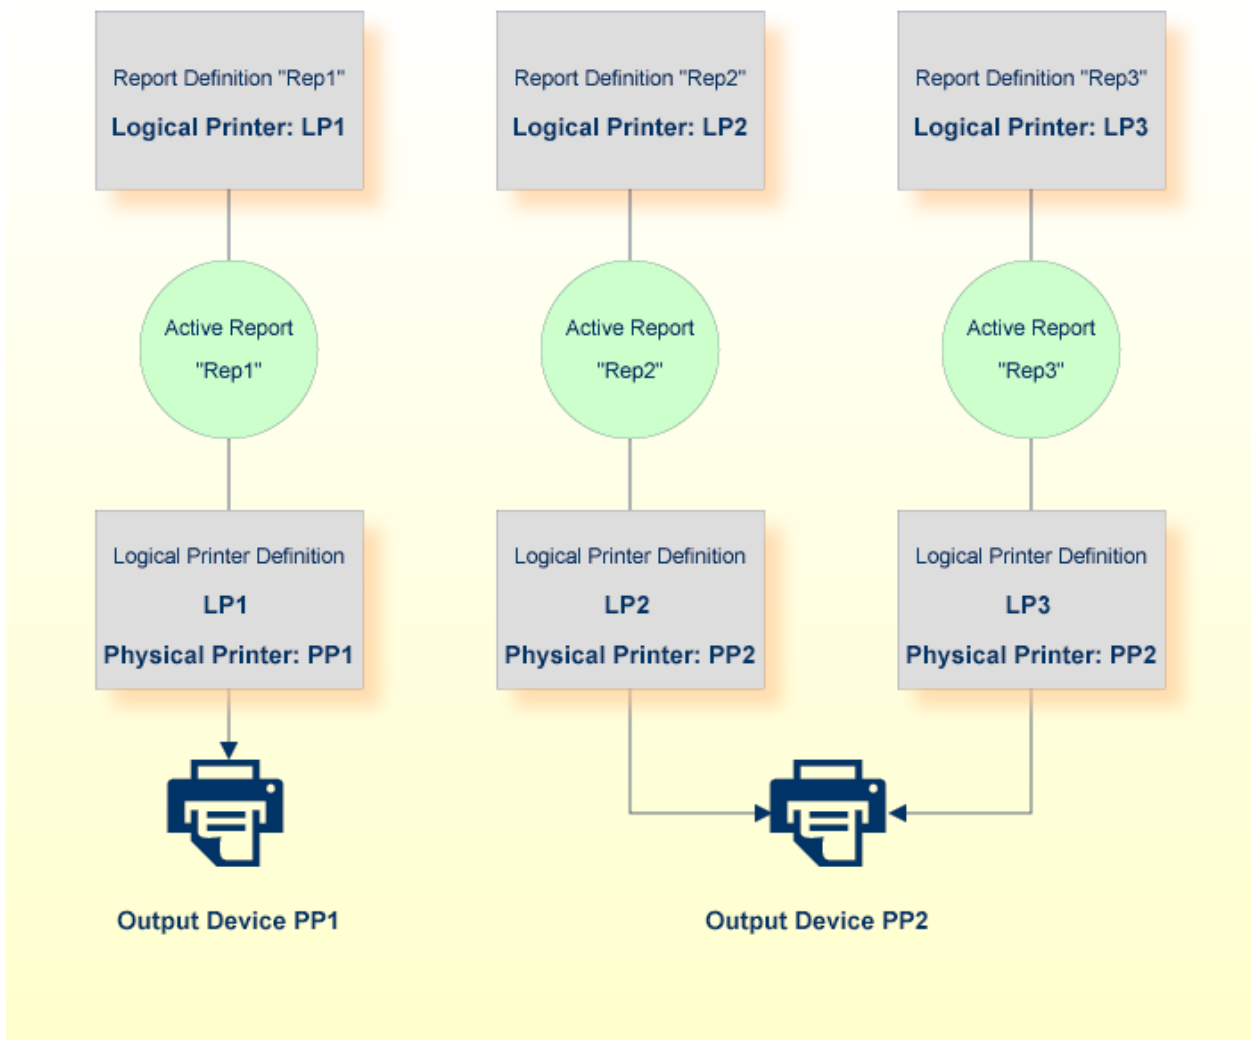 Report Definition "Rep1"
Logical Printer: LP1
Report Definition "Rep2"
Logical Printer: LP2
Report Definition "Rep3"
Logical Printer: LP3
Active Report
"Rep1"
Active Report
"Rep2"
Active Report
"Rep3"
Logical Printer Definition
LP1
Physical Printer: PP1
Logical Printer Definition
LP2
Physical Printer: PP2
Logical Printer Definition
LP3
Physical Printer: PP2
Output Device PP1
Output Device PP2